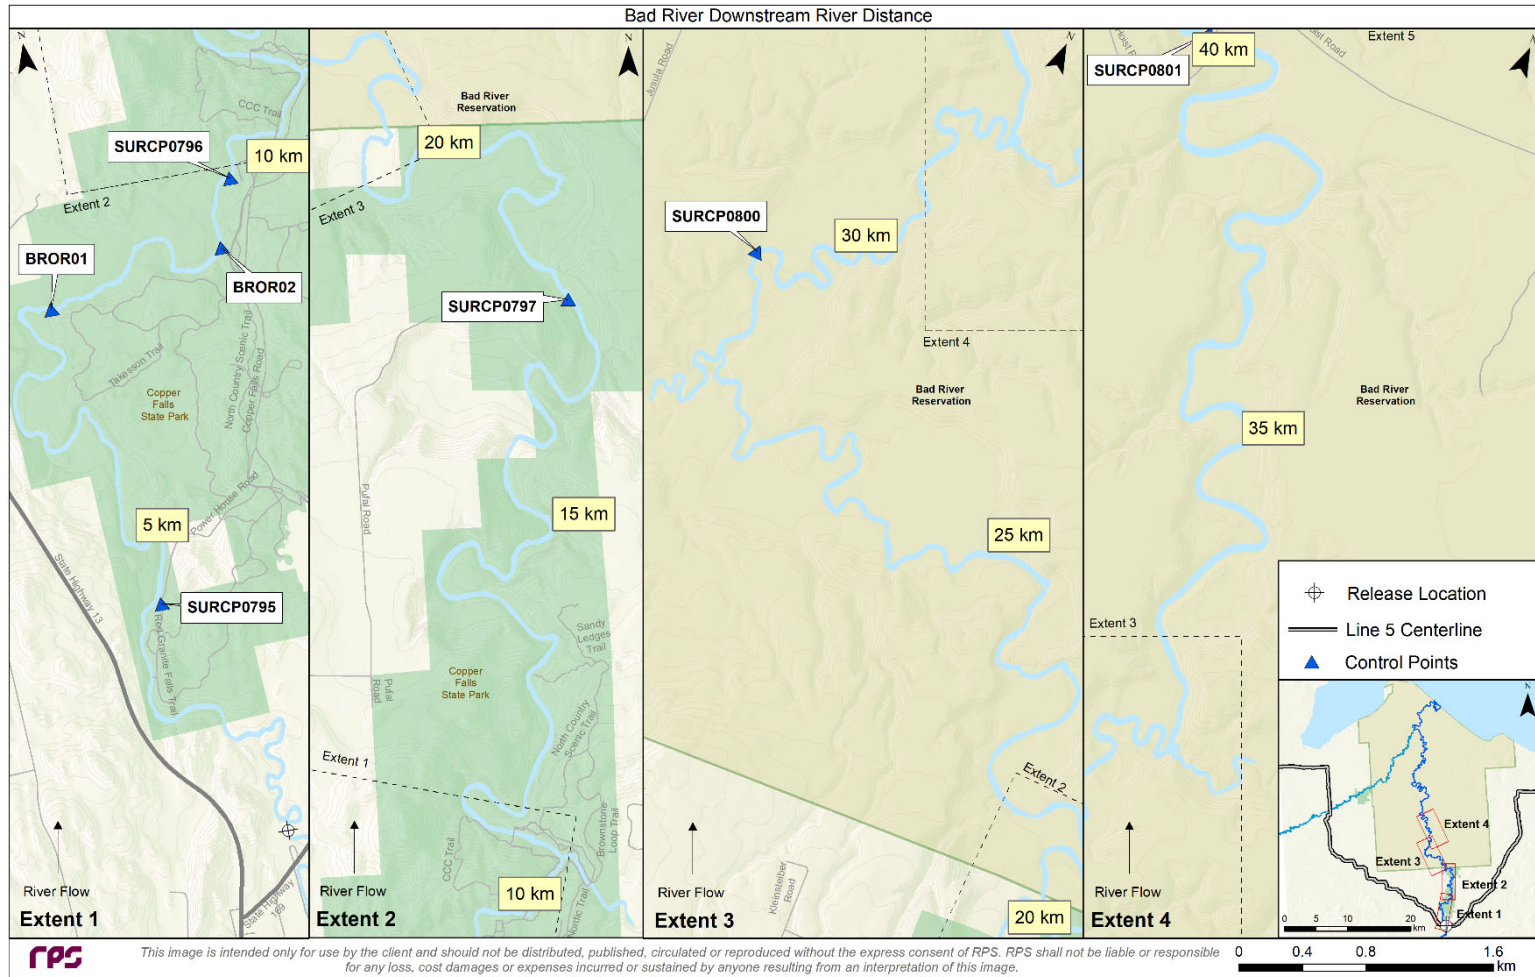 Bad River Downstream River Distance
N
CCC Trail
SURCP0796
10 km
Extent 2
BROR01
BROR02
Takesson Trail
North Country Scenic Trail
Copper Falls Road
Copper
Falls
State Park
5 km
Power House Road
State Highway 13
SURCP0795
Red Granite Falls Trail
River Flow
State Highway
169
Extent 1
N
Bad River
Reservation
20 km
Extent 3
SURCP0797
Pufal Road
15 km
Sandy
Ledges
Trail
Copper
Falls
State Park
Pufal
Road
North Country
Scenic Trail
Extent 1
Brownstone
Loop Trail
CCC Trail
10 km
Nordic Trail
River Flow
Extent 2
N
Jusula Road
SURCP0800
30 km
Extent 4
Bad River
Reservation
25 km
Extent 2
Kleinsteiber
Road
River Flow
20 km
Extent 3
N
40 km
Extent 5
SURCP0801
35 km
Bad River
Reservation
Extent 3
River Flow
Extent 4
Release Location
Line 5 Centerline
Control Points
N
Extent 4
Extent 3
Extent 2
Extent 1
0 5 10 20
km
RPS
This image is intended only for use by the client and should not be distributed, published, circulated or reproduced without the express consent of RPS. RPS shall not be liable or responsible
for any loss, cost damages or expenses incurred or sustained by anyone resulting from an interpretation of this image.
0 0.4 0.8 1.6
km